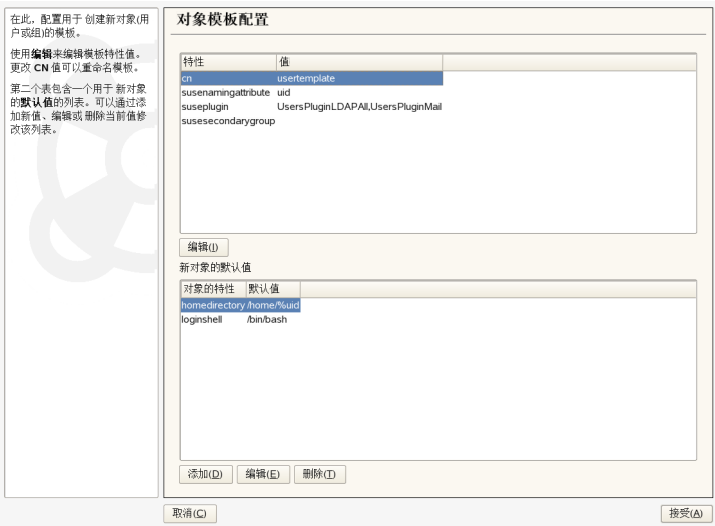 在此，配置用于 创建新对象(用
户或组)的模板。
使用编辑来编辑模板特性值。
更改 CN 值可以重命名模板。
第二个表包含一个用于 新对象
的默认值的列表。可以通过添
加新值、编辑或 删除当前值修
改该列表。
对象模板配置
特性 值
cn usertemplate
susenamingattribute uid
suseplugin UsersPluginLDAPAll,UsersPluginMail
susesecondarygroup
编辑(I)
新对象的默认值
对象的特性 默认值
homedirectory /home/%uid
loginshell /bin/bash
添加(D) 编辑(E) 删除(T)
取消(C) 接受(A)